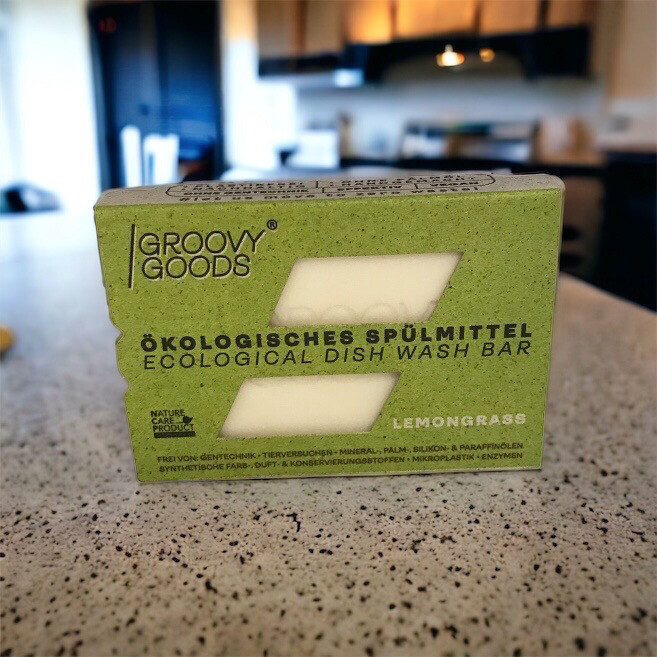 GROOVY®
GOODS
GROOVY
ÖKOLOGISCHES SPÜLMITTEL
ECOLOGICAL DISH WASH BAR
NATURE
CARE
PRODUCT
LEMONGRASS
FREI VON: GENTECHNIK • TIERVERSUCHEN • MINERAL-, PALM-, SILIKON- & PARAFFINÖLEN
SYNTHETISCHE FARB-, DUFT- & KONSERVIERUNGSSTOFFEN • MIKROPLASTIK • ENZYMEN